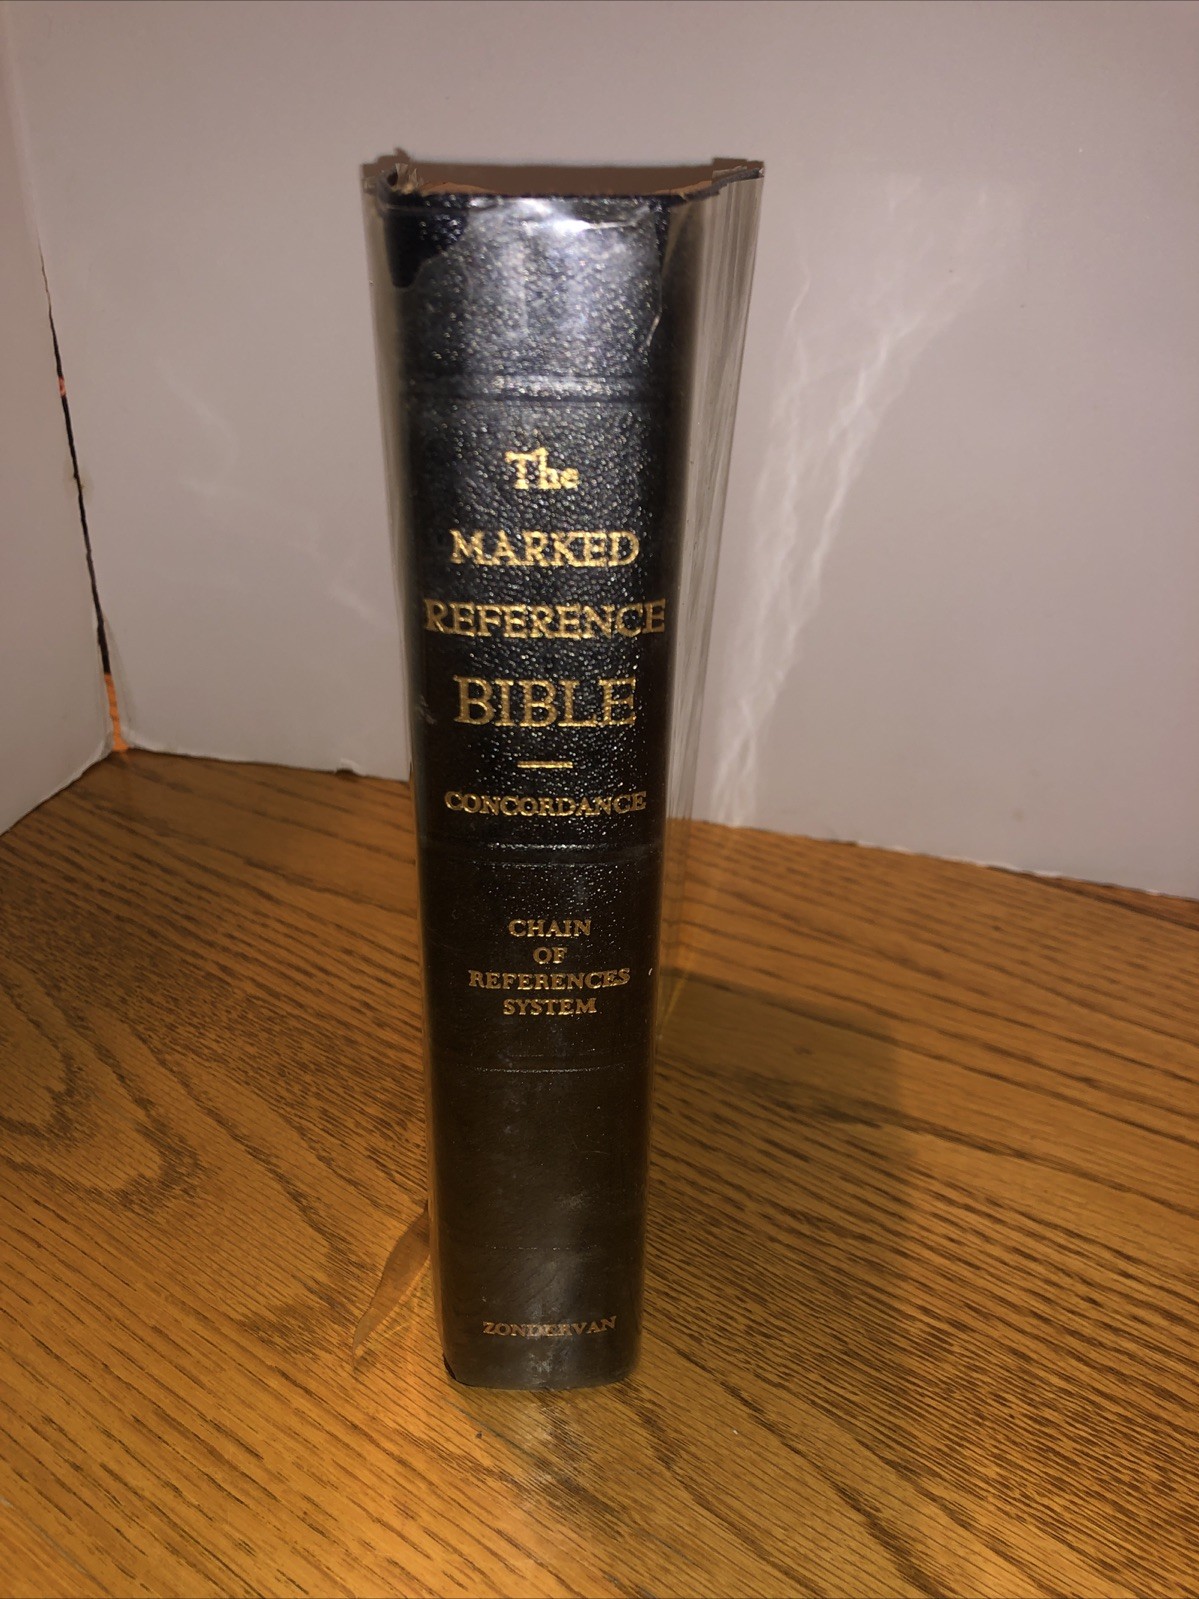 The
MARKED
REFERENCE
BIBLE
CONCORDANCE
CHAIN
OF
REFERENCES
SYSTEM
ZONDERVAN